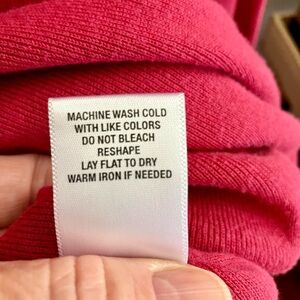 MACHINE WASH COLD
WITH LIKE COLORS
DO NOT BLEACH
RESHAPE
LAY FLAT TO DRY
WARM IRON IF NEEDED